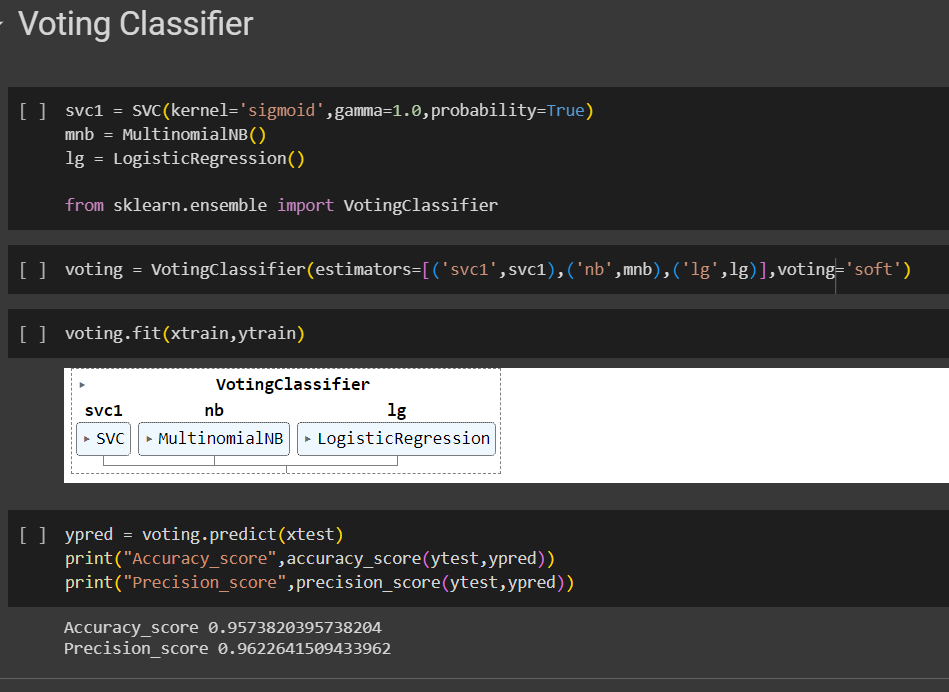 Voting Classifier
[ ] svc1 = SVC(kernel='sigmoid',gamma=1.0,probability=True)
mnb = MultinomialNB()
lg = LogisticRegression()
from sklearn.ensemble import VotingClassifier
[ ] voting = VotingClassifier(estimators=[('svc1',svc1),('nb',mnb),('lg',lg)],voting='soft')
[ ] voting.fit(xtrain,ytrain)
VotingClassifier
svc1 nb lg
SVC MultinomialNB LogisticRegression
[ ] ypred = voting.predict(xtest)
print("Accuracy_score",accuracy_score(ytest,ypred))
print("Precision_score",precision_score(ytest,ypred))
Accuracy_score 0.9573820395738204
Precision_score 0.9622641509433962